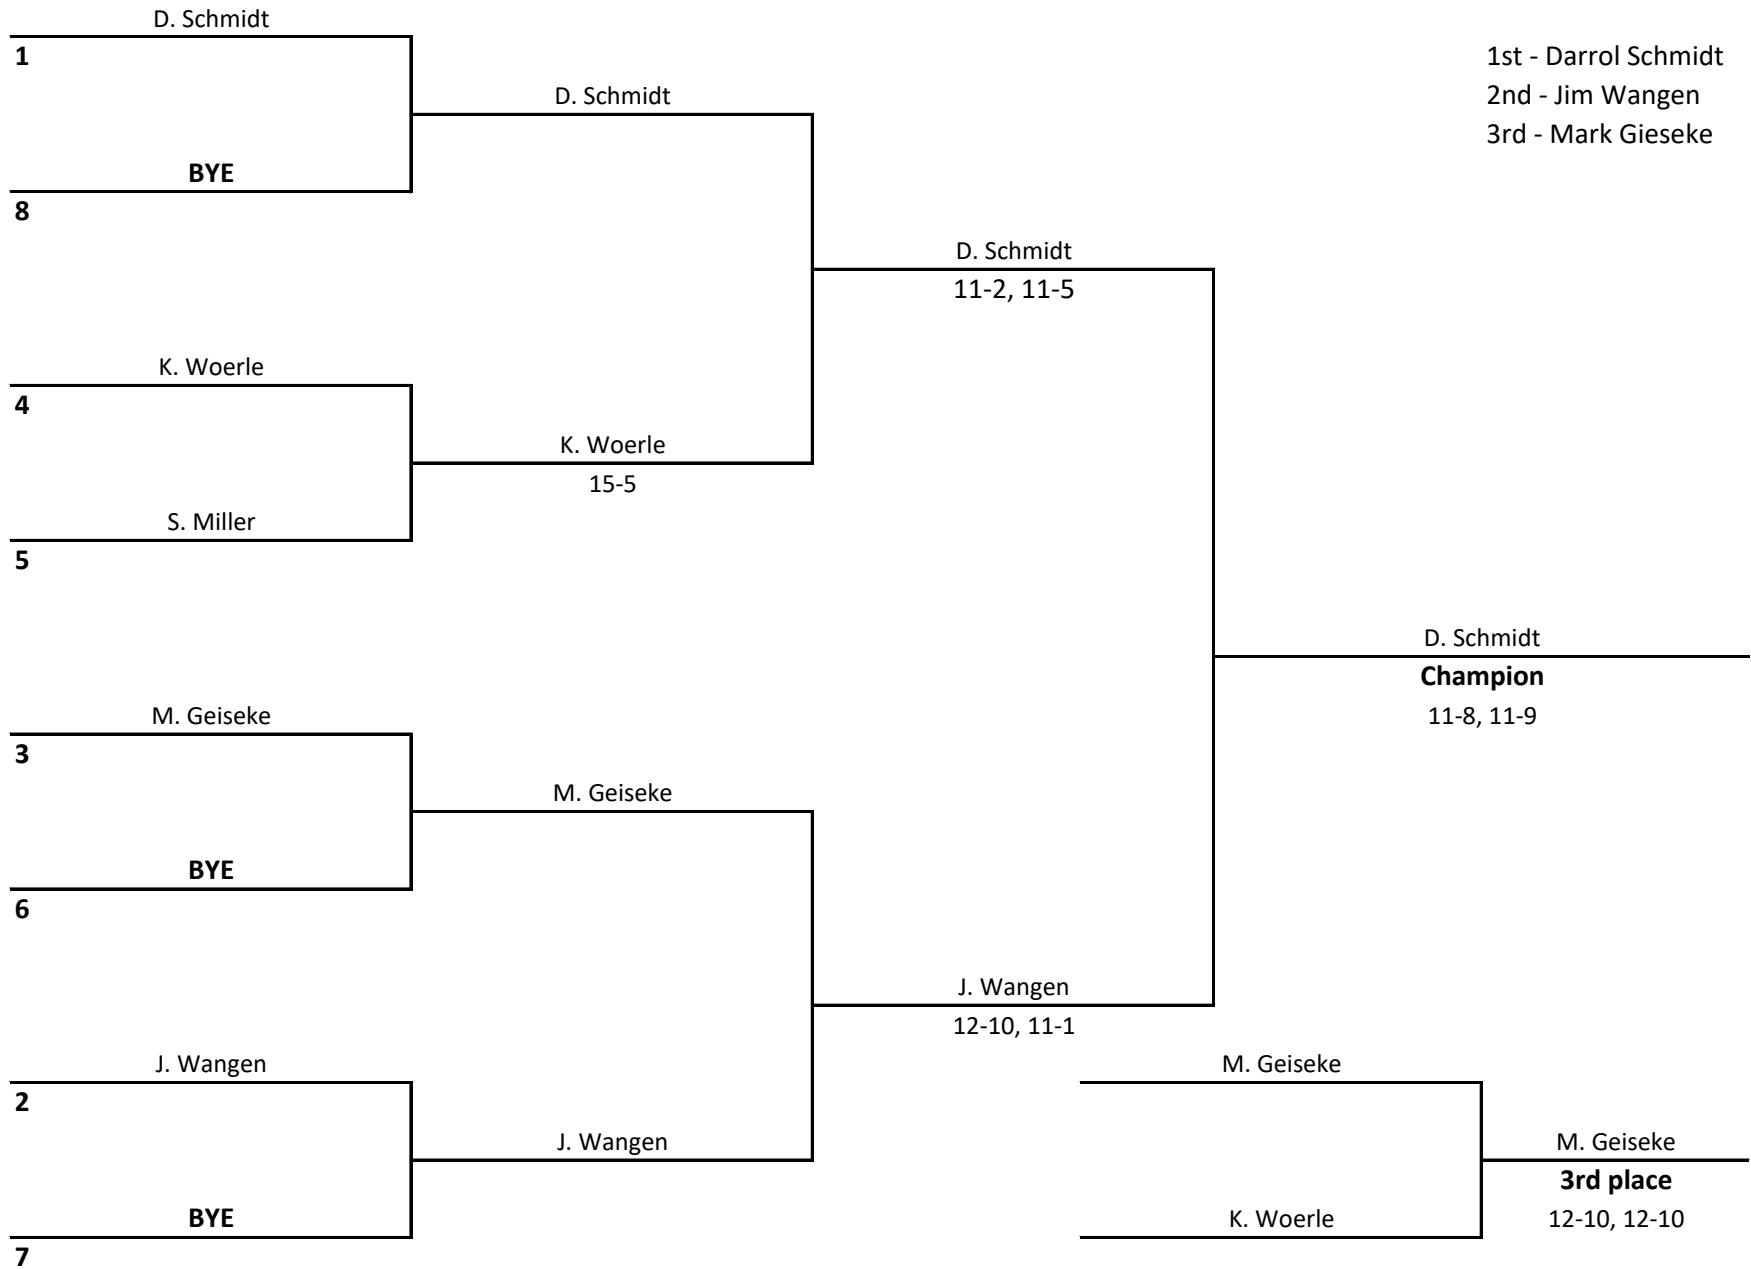 D. Schmidt
1
1st - Darrol Schmidt
D. Schmidt
2nd - Jim Wangen
3rd - Mark Gieseke
BYE
8
D. Schmidt
11-2, 11-5
K. Woerle
4
K. Woerle
15-5
S. Miller
5
D. Schmidt
Champion
M. Geiseke
11-8, 11-9
3
M. Geiseke
BYE
6
J. Wangen
12-10, 11-1
J. Wangen
M. Geiseke
2
J. Wangen
M. Geiseke
3rd place
BYE
K. Woerle
12-10, 12-10
7